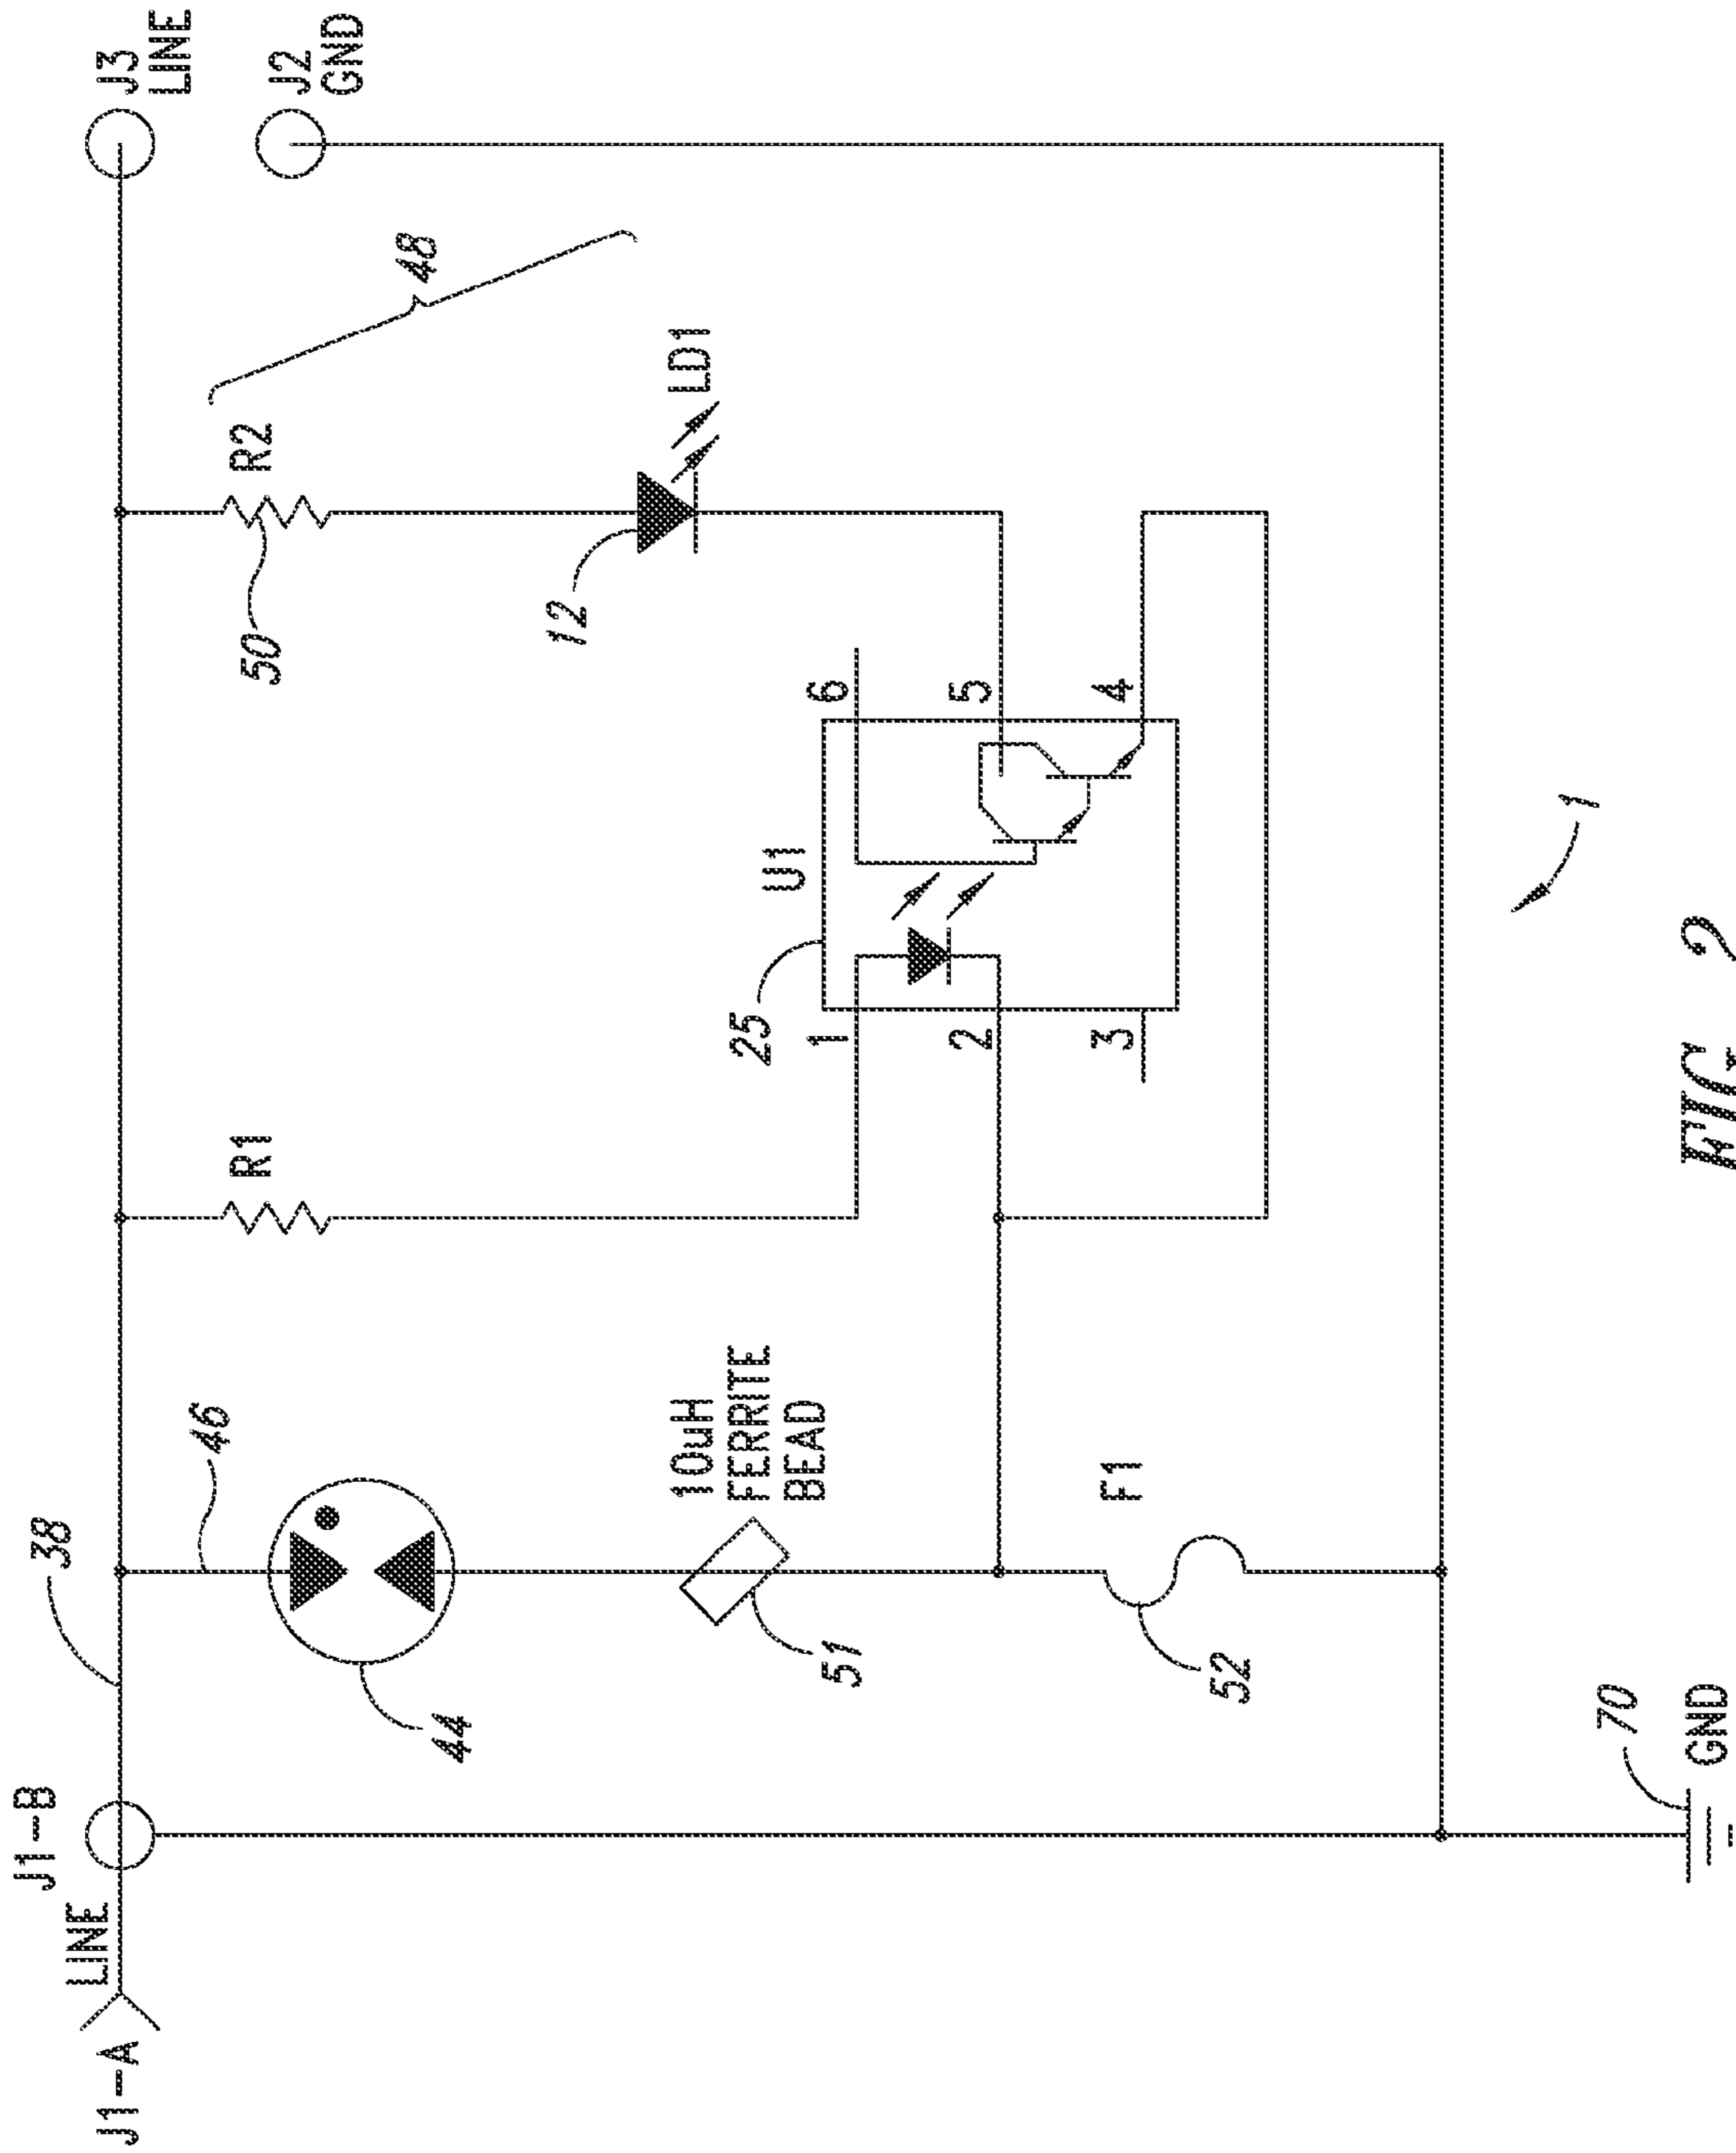 J1-A
LINE
J1-B
38
46
44
10uH
FERRITE
BEAD
51
F1
52
70
GND
R1
25
U1
1
2
3
6
5
4
R2
50
12
LD1
48
J3
LINE
J2
GND
1
FIG. 2